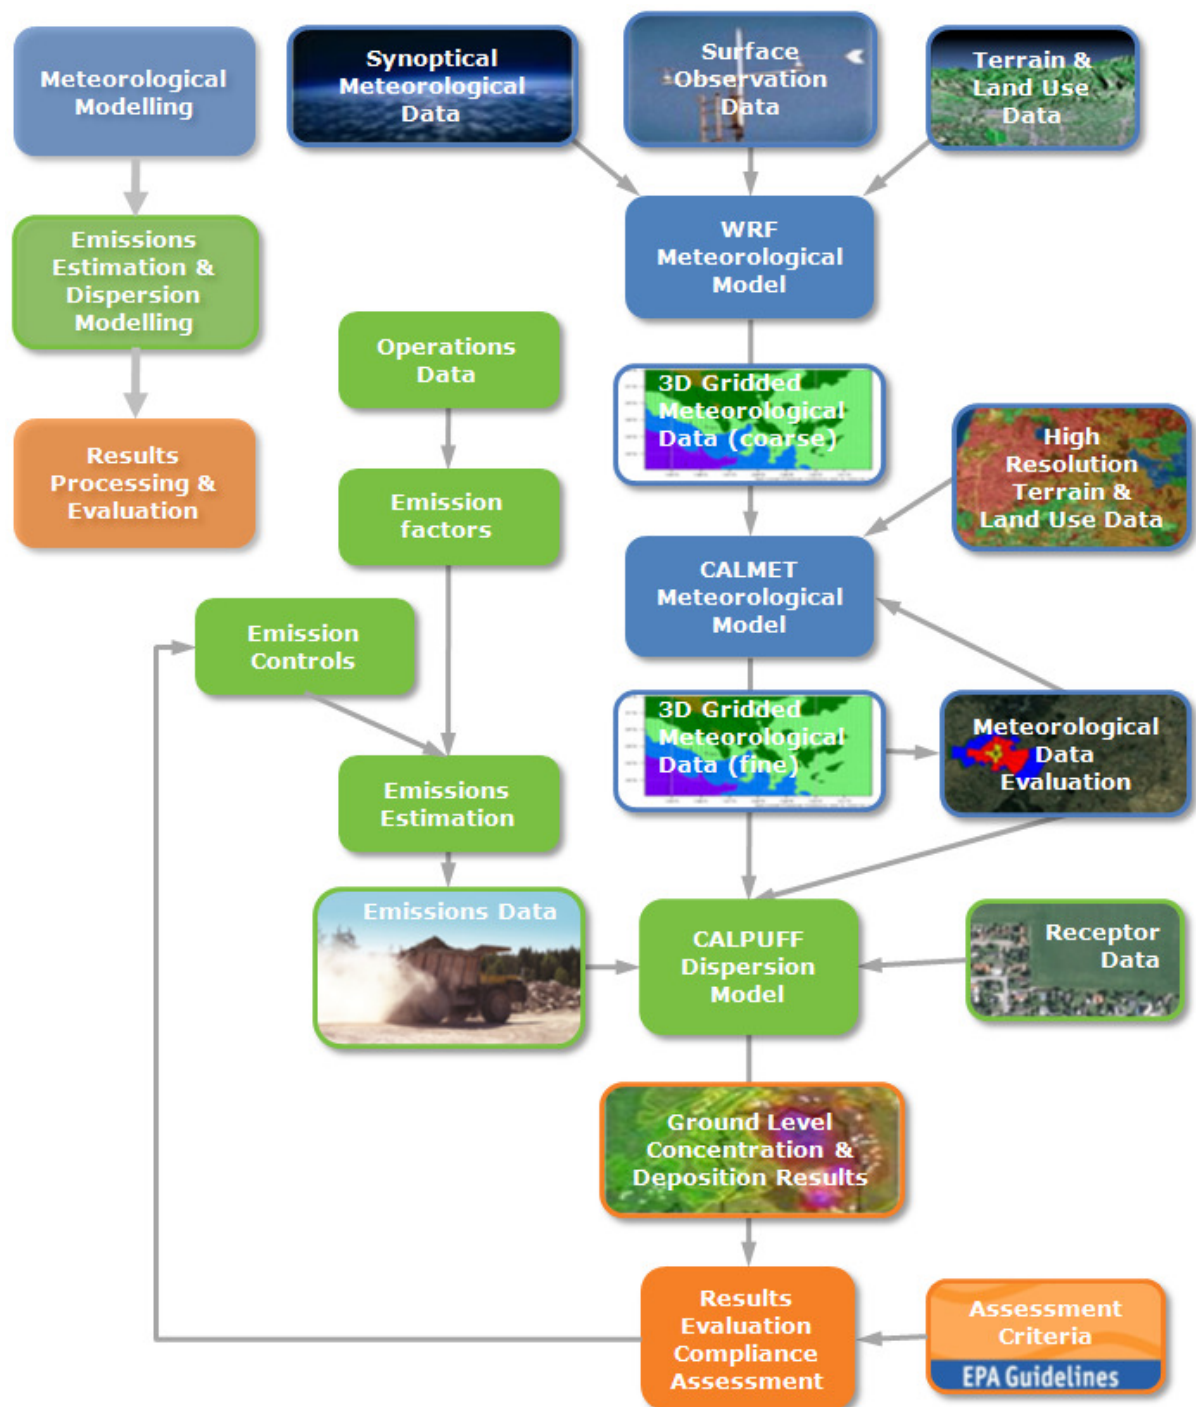 Meteorological
Modelling
Synoptical
Meteorological
Data
Surface
Observation
Data
Terrain &
Land Use
Data
Emissions
Estimation &
Dispersion
Modelling
WRF
Meteorological
Model
Operations
Data
3D Gridded
Meteorological
Data (coarse)
Results
Processing &
Evaluation
High
Resolution
Terrain &
Land Use Data
Emission
factors
CALMET
Meteorological
Model
Emission
Controls
3D Gridded
Meteorological
Data (fine)
Meteorological
Data
Evaluation
Emissions
Estimation
Emissions Data
CALPUFF
Dispersion
Model
Receptor
Data
Ground Level
Concentration &
Deposition Results
Results
Evaluation
Compliance
Assessment
Assessment
Criteria
EPA Guidelines